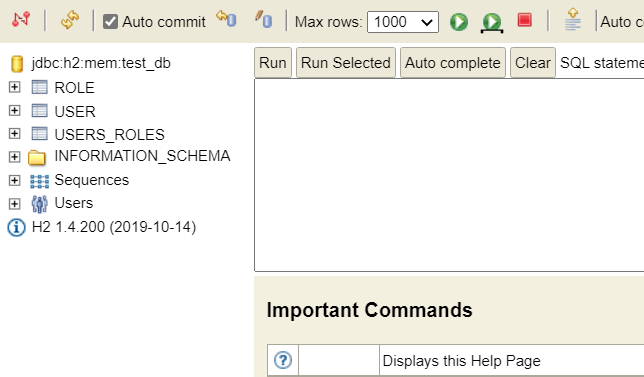 Auto commit Max rows: 1000 Auto c
jdbc:h2:mem:test_db
ROLE
USER
USERS_ROLES
INFORMATION_SCHEMA
Sequences
Users
H2 1.4.200 (2019-10-14)
Run Run Selected Auto complete Clear SQL stateme
Important Commands
Displays this Help Page